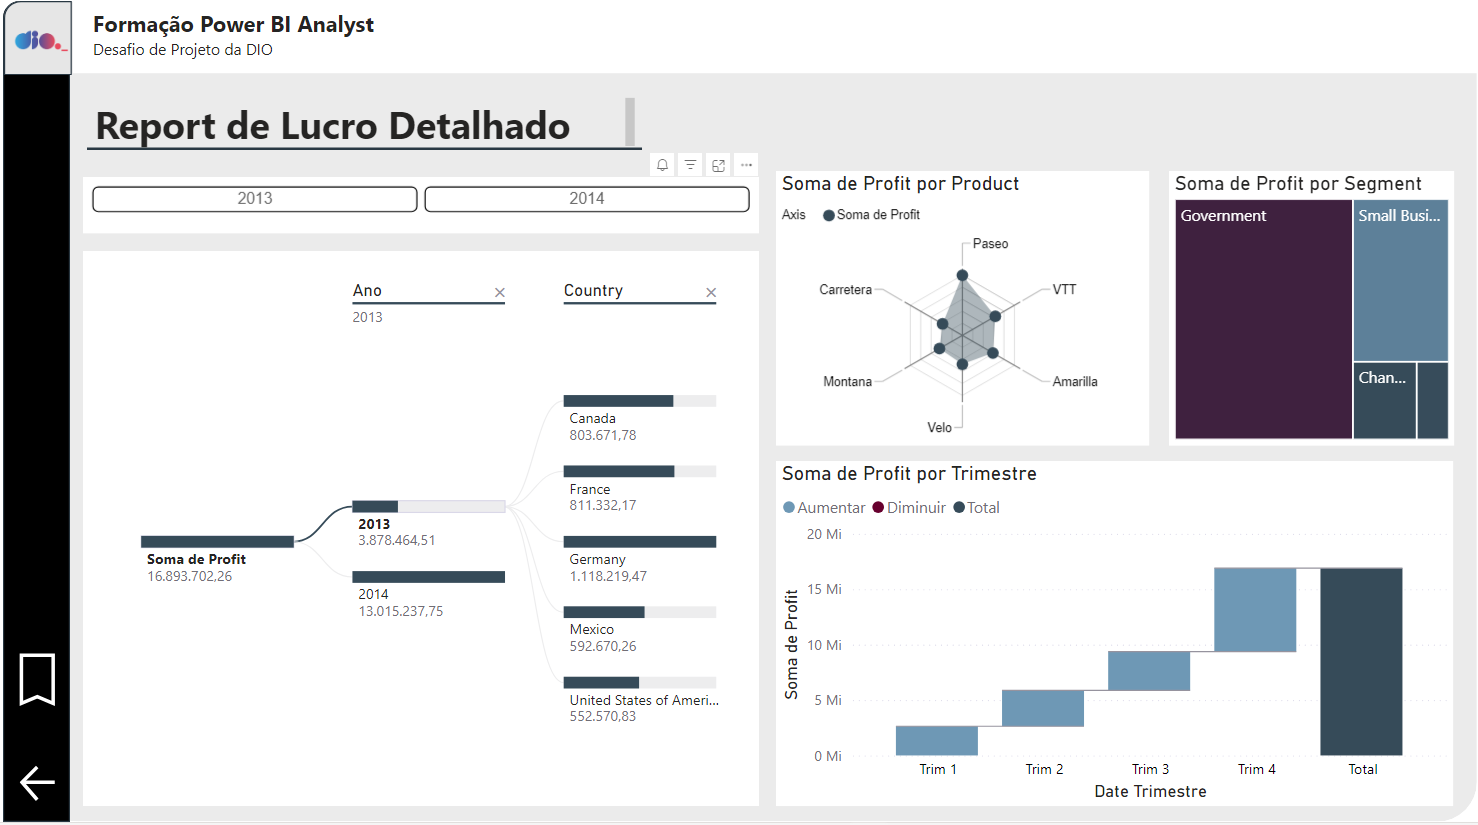 dio._
Formação Power BI Analyst
Desafio de Projeto da DIO
Report de Lucro Detalhado
2013
2014
Ano
2013
Country
Soma de Profit
16.893.702,26
2013
3.878.464,51
2014
13.015.237,75
Canada
803.671,78
France
811.332,17
Germany
1.118.219,47
Mexico
592.670,26
United States of Ameri...
552.570,83
Soma de Profit por Product
Axis Soma de Profit
Paseo
VTT
Amarilla
Velo
Montana
Carretera
Soma de Profit por Segment
Government
Small Busi...
Chan...
Soma de Profit por Trimestre
Aumentar Diminuir Total
Soma de Profit
20 Mi
15 Mi
10 Mi
5 Mi
0 Mi
Trim 1 Trim 2 Trim 3 Trim 4 Total
Date Trimestre